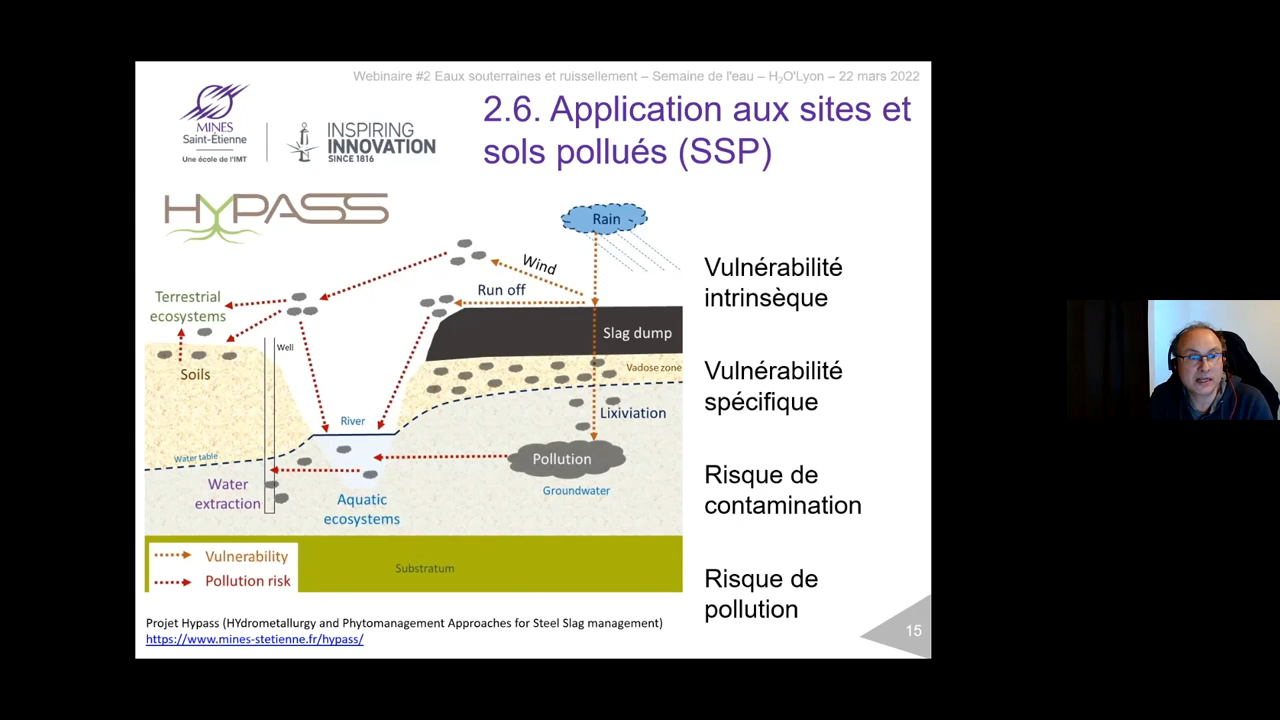 Webinaire #2 Eaux souterraines et ruissellement – Semaine de l'eau – H₂O'Lyon – 22 mars 2022
MINES
Saint-Étienne
Une école de l'IMT
INSPIRING
INNOVATION
SINCE 1816
2.6. Application aux sites et
sols pollués (SSP)
HYPASS
Rain
Wind
Run off
Terrestrial
ecosystems
Slag dump
Well
Vadose zone
Soils
Lixiviation
River
Water table
Pollution
Water
extraction
Groundwater
Aquatic
ecosystems
Vulnerability
Pollution risk
Substratum
Vulnérabilité
intrinsèque
Vulnérabilité
spécifique
Risque de
contamination
Risque de
pollution
Projet Hypass (HYdrometallurgy and Phytomanagement Approaches for Steel Slag management)
https://www.mines-stetienne.fr/hypass/
15